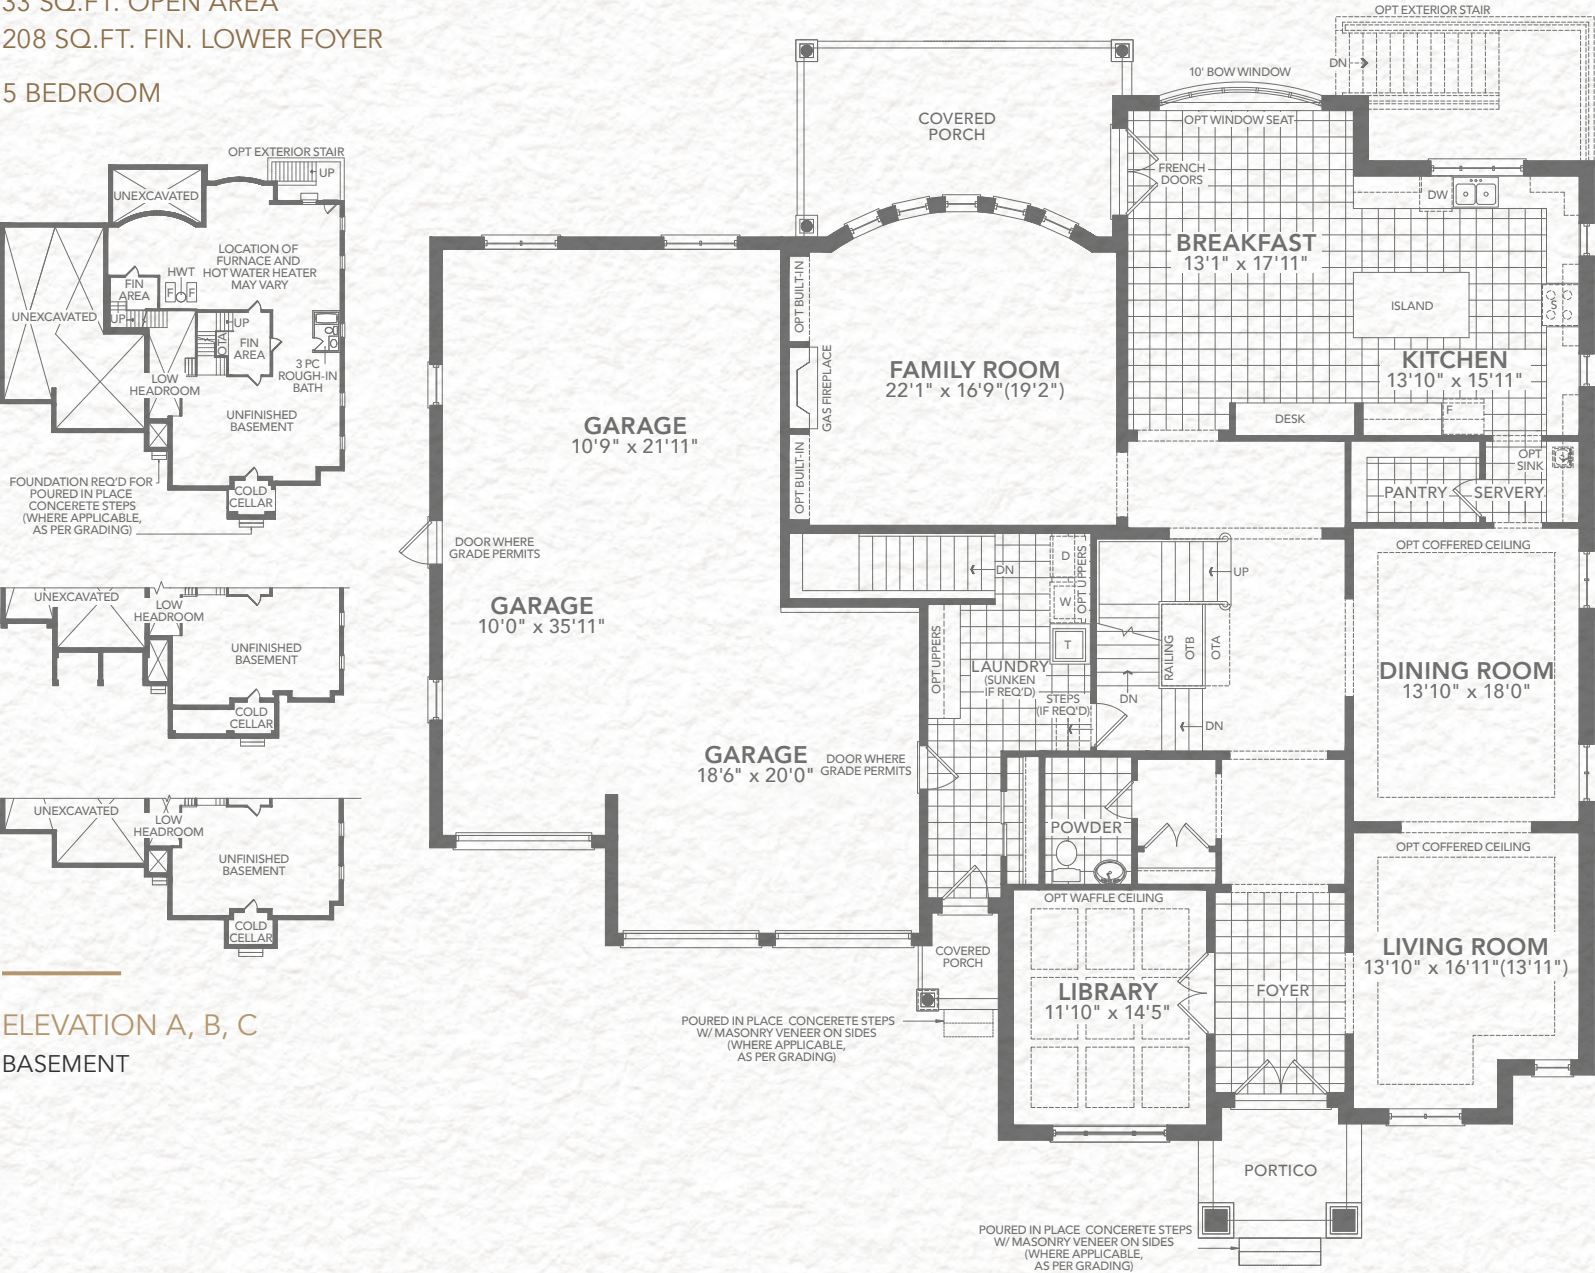 33 SQ.FT. OPEN AREA
208 SQ.FT. FIN. LOWER FOYER
5 BEDROOM
OPT EXTERIOR STAIR
UP
UNEXCAVATED
LOCATION OF
FURNACE AND
HOT WATER HEATER
MAY VARY
HWT
F F
FIN
AREA
UNEXCAVATED
UP
UP
OTA
FIN
AREA
3 PC
ROUGH-IN
BATH
LOW
HEADROOM
UNFINISHED
BASEMENT
FOUNDATION REQ'D FOR
POURED IN PLACE
CONCRETE STEPS
(WHERE APPLICABLE,
AS PER GRADING)
COLD
CELLAR
UNEXCAVATED
LOW
HEADROOM
UNFINISHED
BASEMENT
COLD
CELLAR
UNEXCAVATED
LOW
HEADROOM
UNFINISHED
BASEMENT
COLD
CELLAR
ELEVATION A, B, C
BASEMENT
OPT EXTERIOR STAIR
DN
10' BOW WINDOW
OPT WINDOW SEAT
COVERED
PORCH
FRENCH
DOORS
DW
BREAKFAST
13'1" x 17'11"
ISLAND
S
KITCHEN
13'10" x 15'11"
F
DESK
OPT BUILT-IN
GAS FIREPLACE
OPT BUILT-IN
FAMILY ROOM
22'1" x 16'9"(19'2")
GARAGE
10'9" x 21'11"
OPT
SINK
PANTRY
SERVERY
DOOR WHERE
GRADE PERMITS
DN
D
W
OPT UPPERS
T
UP
OPT COFFERED CEILING
GARAGE
10'0" x 35'11"
OPT UPPERS
LAUNDRY
(SUNKEN
IF REQ'D)
STEPS
(IF REQ'D)
RAILING
OTB
OTA
DN
DN
DINING ROOM
13'10" x 18'0"
GARAGE
18'6" x 20'0"
DOOR WHERE
GRADE PERMITS
POWDER
OPT COFFERED CEILING
OPT WAFFLE CEILING
COVERED
PORCH
LIBRARY
11'10" x 14'5"
FOYER
LIVING ROOM
13'10" x 16'11"(13'11")
POURED IN PLACE CONCRETE STEPS
W/ MASONRY VENEER ON SIDES
(WHERE APPLICABLE,
AS PER GRADING)
PORTICO
POURED IN PLACE CONCRETE STEPS
W/ MASONRY VENEER ON SIDES
(WHERE APPLICABLE,
AS PER GRADING)